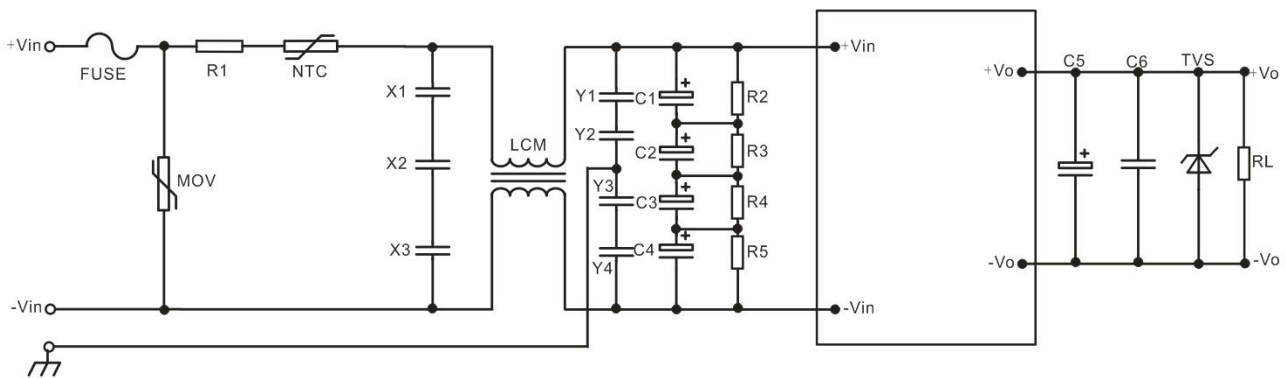 +Vin
FUSE
R1
NTC
MOV
X1
X2
X3
LCM
Y1
Y2
Y3
Y4
C1
+
C2
+
C3
+
C4
+
R2
R3
R4
R5
-Vin
+Vin
-Vin
+Vo
-Vo
C5
+
C6
TVS
+Vo
RL
-Vo